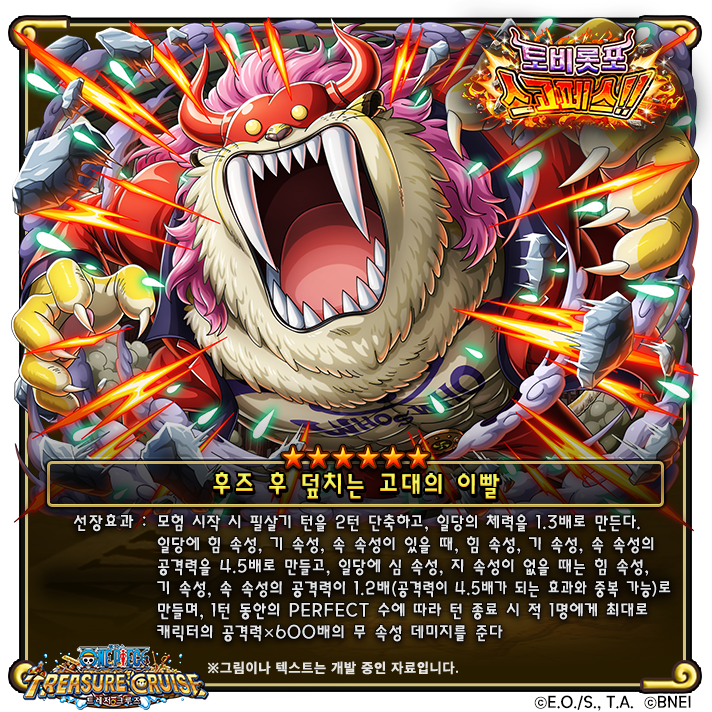 토비롯포
스고페스!!
후즈 후 덮치는 고대의 이빨
선장효과 : 모험 시작 시 필살기 턴을 2턴 단축하고, 일당의 체력을 1.3배로 만든다.
일당에 힘 속성, 기 속성, 속 속성이 있을 때, 힘 속성, 기 속성, 속 속성의
공격력을 4.5배로 만들고, 일당에 심 속성, 지 속성이 없을 때는 힘 속성,
기 속성, 속 속성의 공격력이 1.2배(공격력이 4.5배가 되는 효과와 중복 가능)로
만들며, 1턴 동안의 PERFECT 수에 따라 턴 종료 시 적 1명에게 최대로
캐릭터의 공격력×600배의 무 속성 데미지를 준다
ONE PIECE
TREASURE CRUISE
트레저 크루즈
※그림이나 텍스트는 개발 중인 자료입니다.
©E.O./S., T.A. ©BNEI